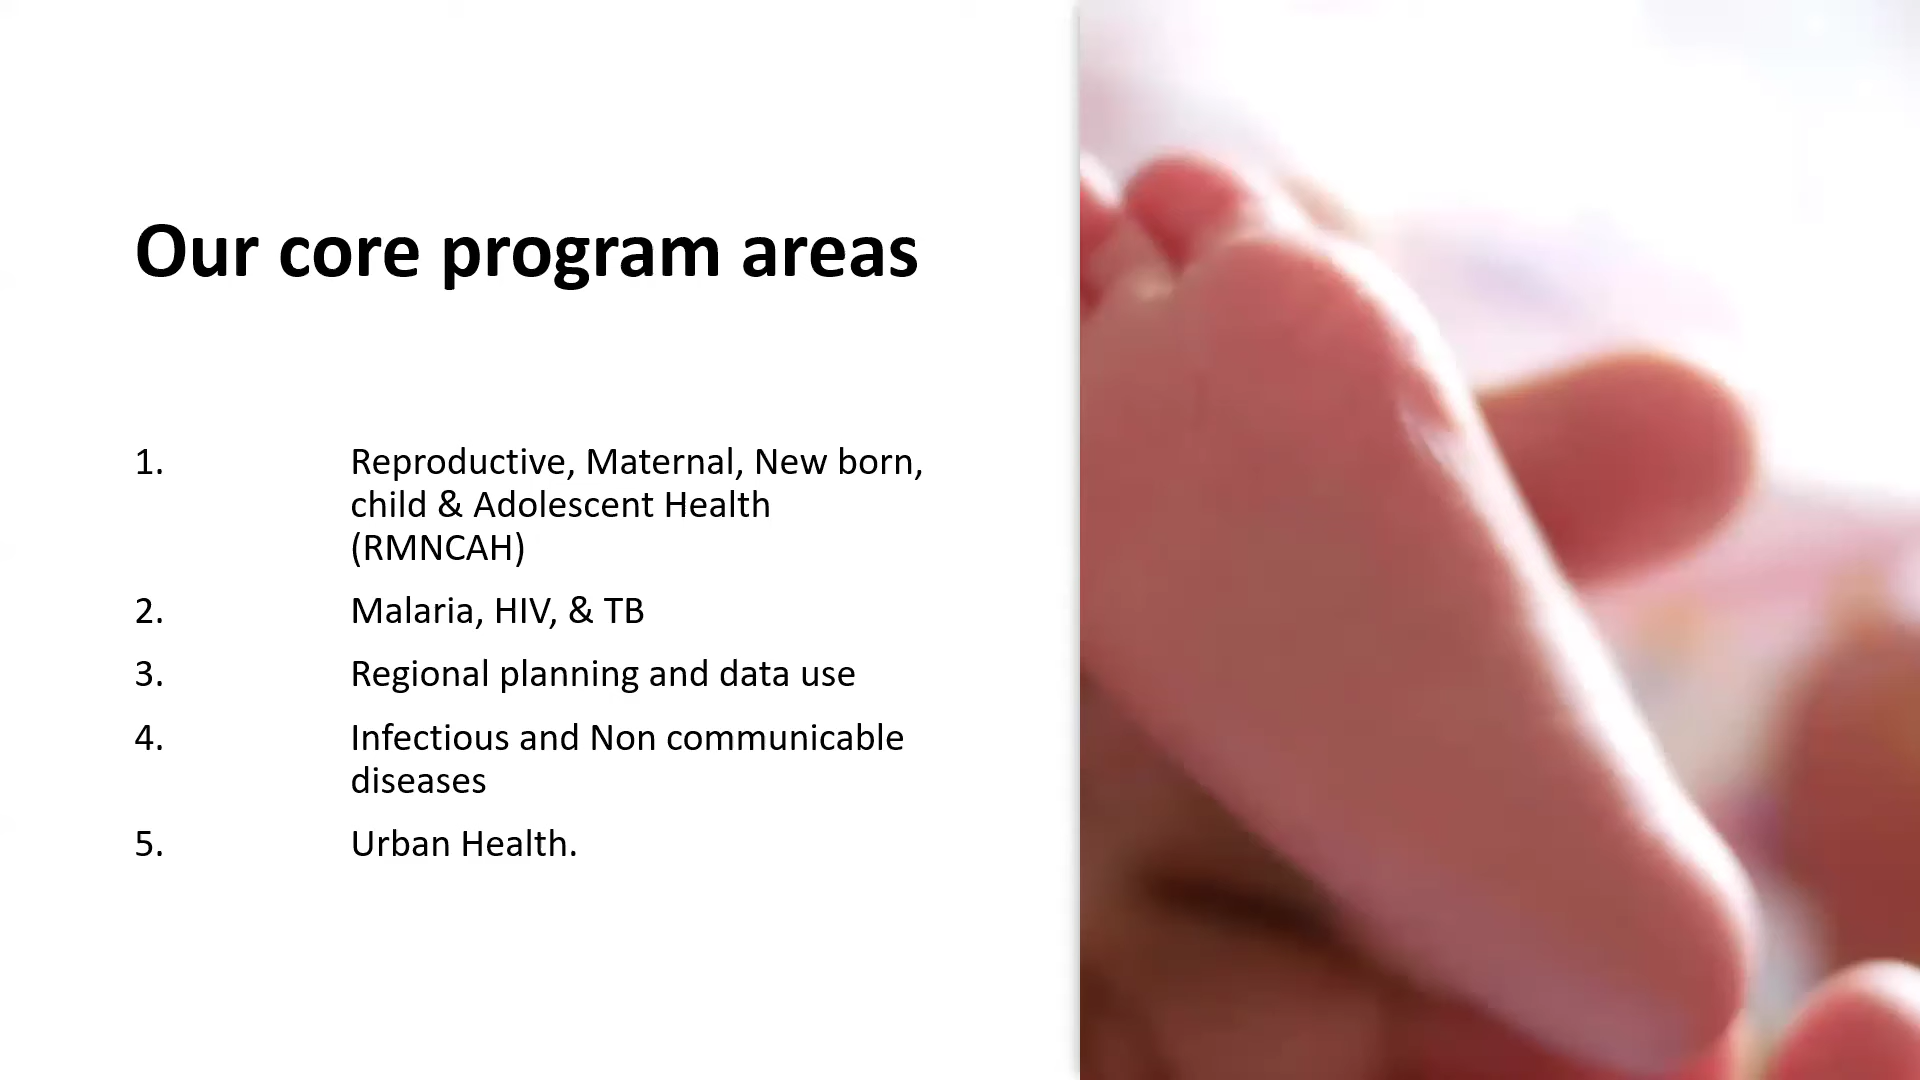 Our core program areas
1. Reproductive, Maternal, New born,
child & Adolescent Health
(RMNCAH)
2. Malaria, HIV, & TB
3. Regional planning and data use
4. Infectious and Non communicable
diseases
5. Urban Health.